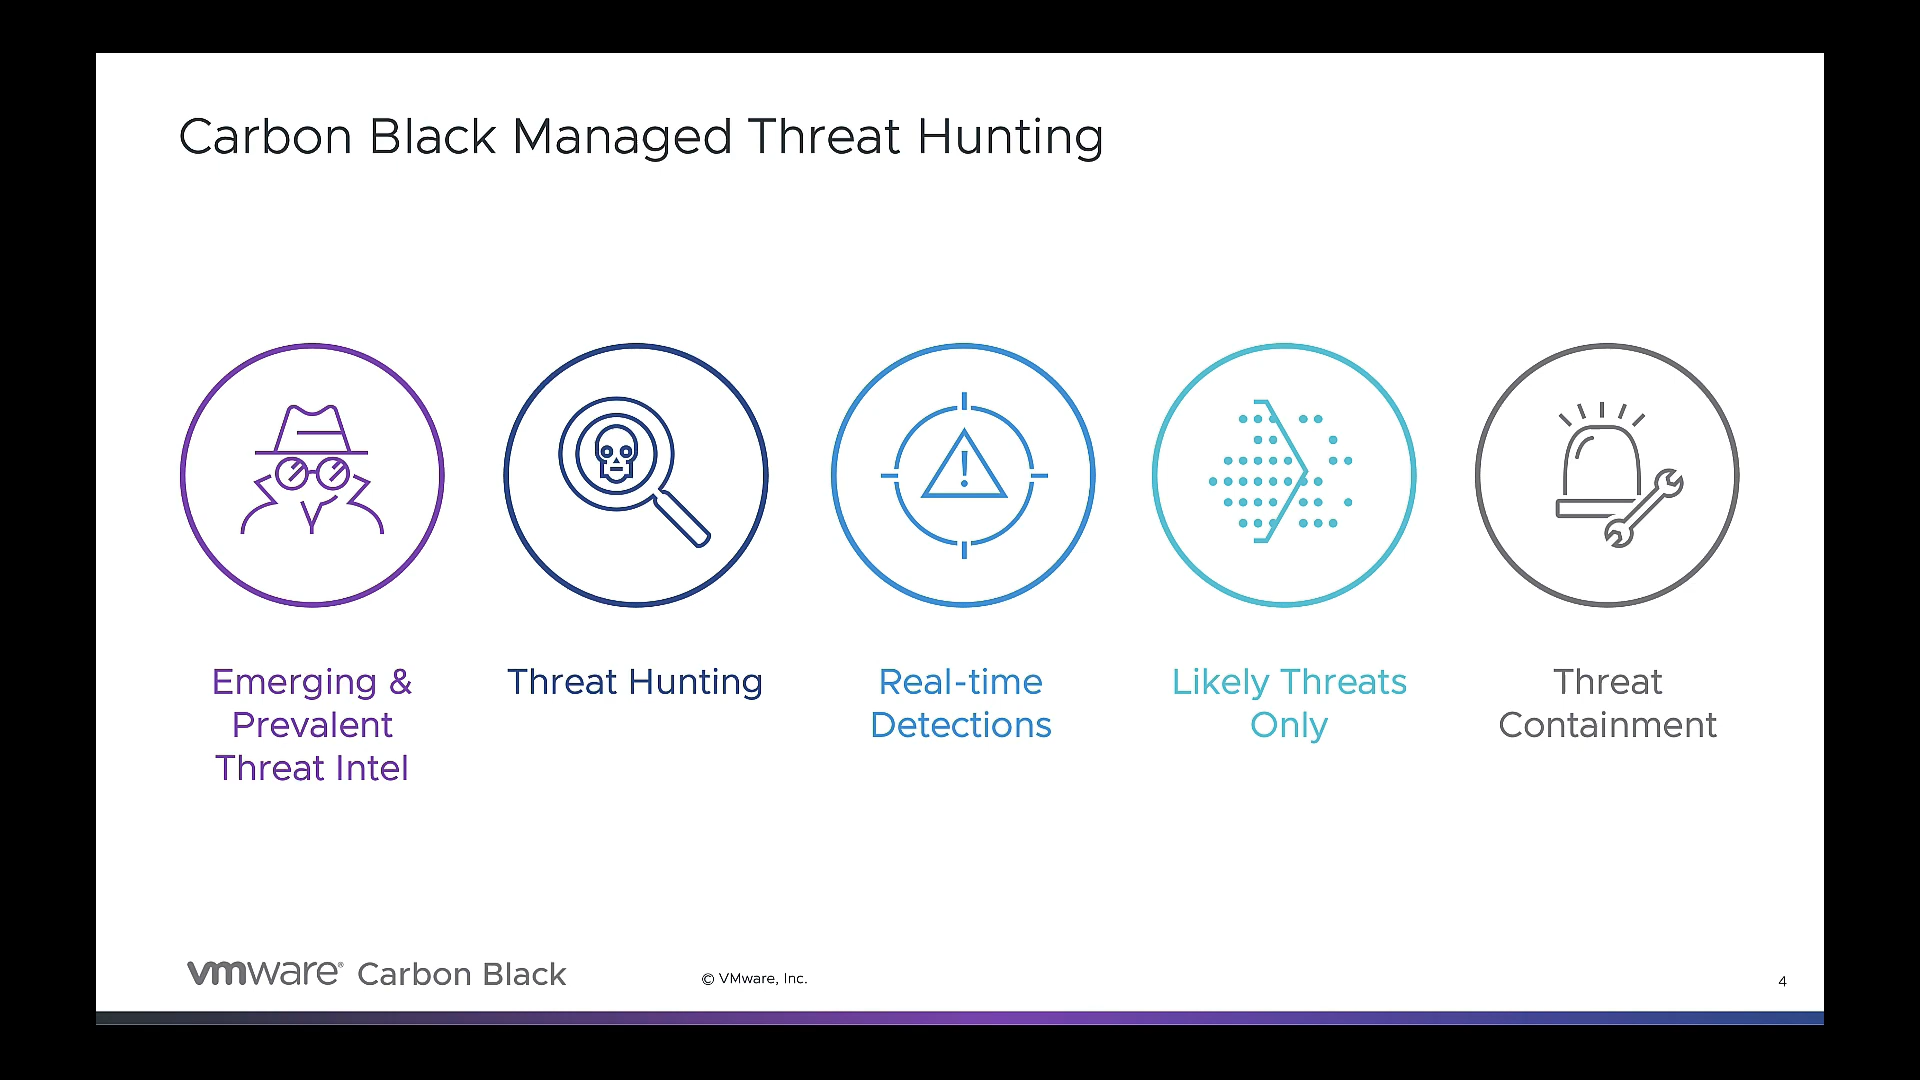 Carbon Black Managed Threat Hunting
Emerging &
Prevalent
Threat Intel
Threat Hunting
Real-time
Detections
Likely Threats
Only
Threat
Containment
vmware® Carbon Black
© VMware, Inc.
4